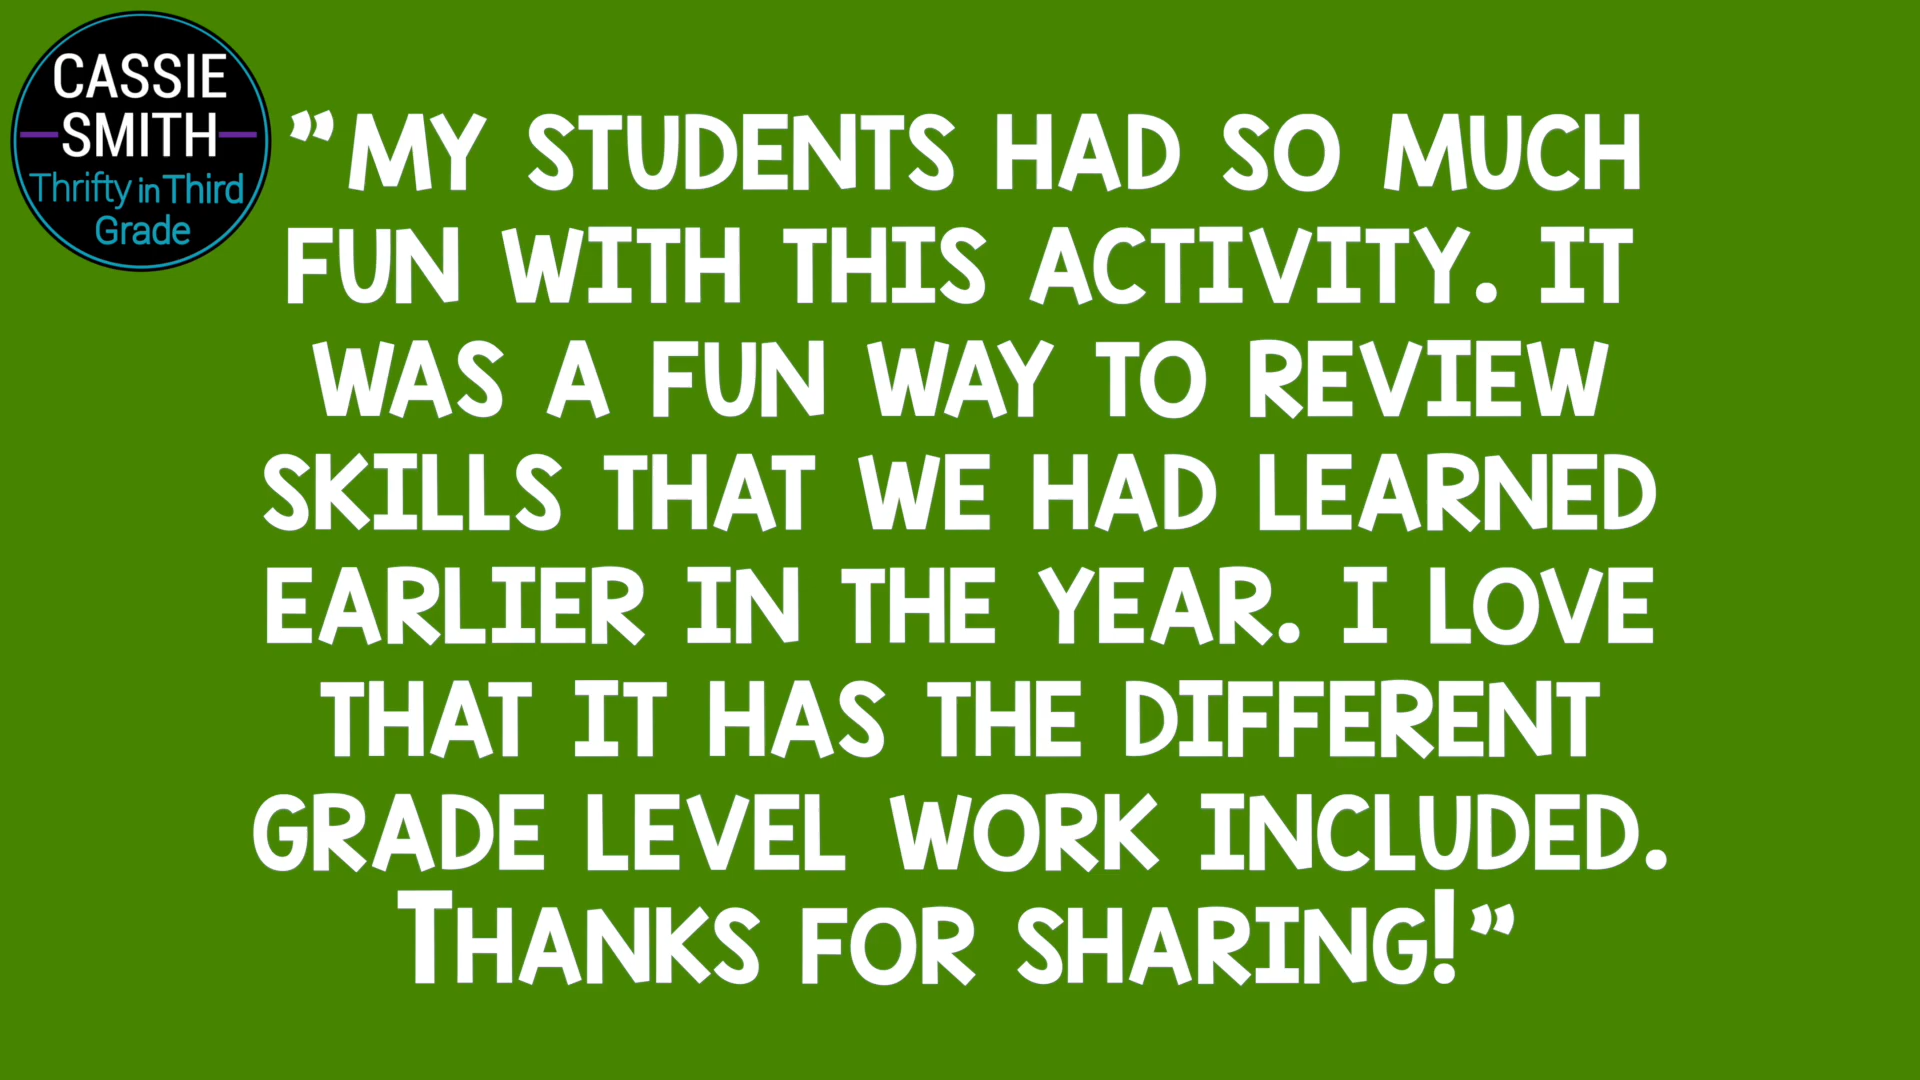 CASSIE
SMITH
Thrifty in Third
Grade
"MY STUDENTS HAD SO MUCH
FUN WITH THIS ACTIVITY. IT
WAS A FUN WAY TO REVIEW
SKILLS THAT WE HAD LEARNED
EARLIER IN THE YEAR. I LOVE
THAT IT HAS THE DIFFERENT
GRADE LEVEL WORK INCLUDED.
THANKS FOR SHARING!"